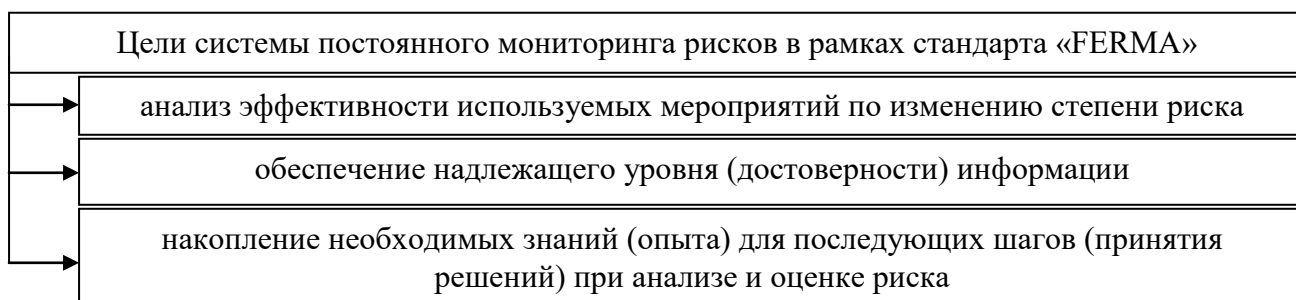 Цели системы постоянного мониторинга рисков в рамках стандарта «FERMA»
анализ эффективности используемых мероприятий по изменению степени риска
обеспечение надлежащего уровня (достоверности) информации
накопление необходимых знаний (опыта) для последующих шагов (принятия
решений) при анализе и оценке риска